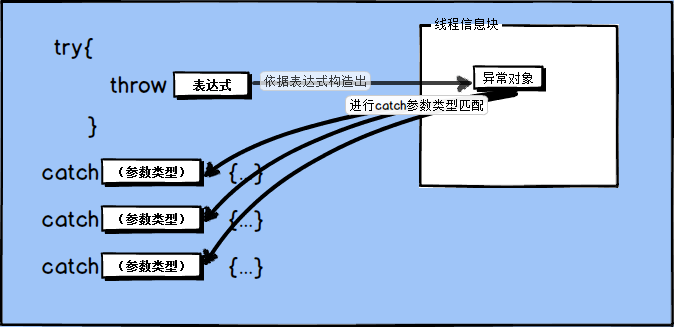 线程信息块
try{
throw 表达式 依据表达式构造出 异常对象
进行catch参数类型匹配
}
catch (参数类型) {...}
catch (参数类型) {...}
catch (参数类型) {...}